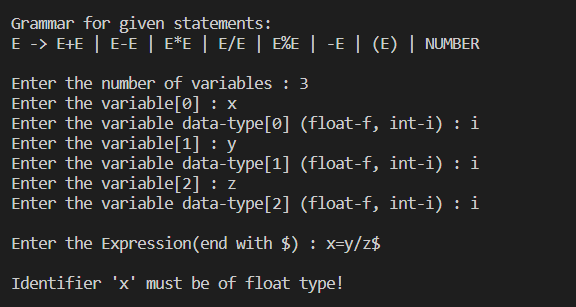 Grammar for given statements:
E -> E+E | E-E | E*E | E/E | E%E | -E | (E) | NUMBER
Enter the number of variables : 3
Enter the variable[0] : x
Enter the variable data-type[0] (float-f, int-i) : i
Enter the variable[1] : y
Enter the variable data-type[1] (float-f, int-i) : i
Enter the variable[2] : z
Enter the variable data-type[2] (float-f, int-i) : i
Enter the Expression(end with $) : x=y/z$
Identifier 'x' must be of float type!